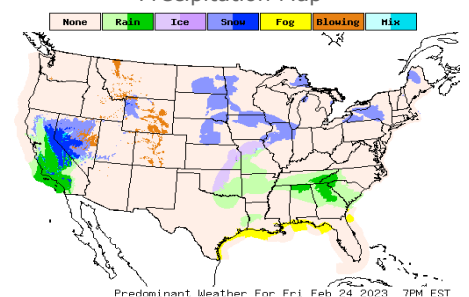 Precipitation Map
None Rain Ice Snow Fog Blowing Mix
Predominant Weather For Fri Feb 24 2023 7PM EST